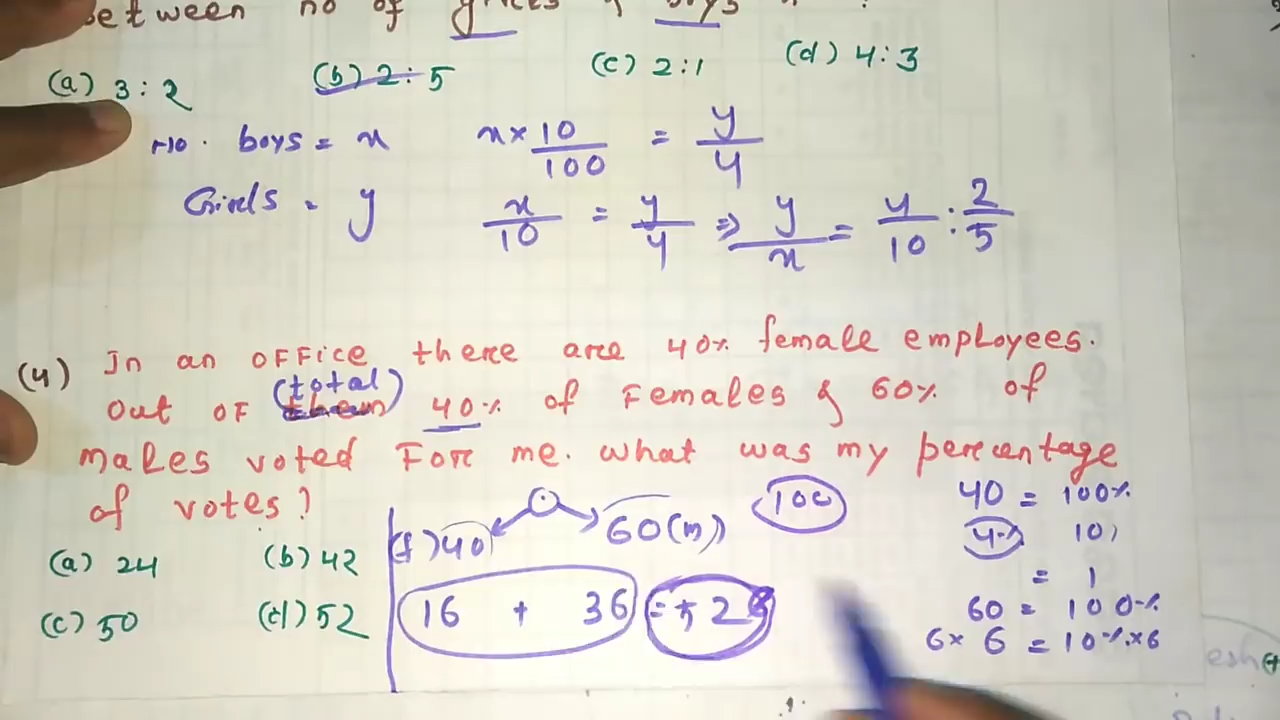 between no of girls & boys
(a) 3:2 (b) 2:5 (c) 2:1 (d) 4:3
No. boys = x x × 10/100 = y/4
Girls = y x/10 = y/4 ⇒ y/x = 4/10 : 2/5
(4) In an office there are 40% female employees.
(total)
out of them 40% of Females & 60% of
males voted For me. what was my percentage
of votes?
(f) 40 60(m) 100
(a) 24 (b) 42
(c) 50 (d) 52
16 + 36 = 52
40 = 100%
4 10%
= 1
60 = 100%
6× 6 = 10% ×6
esh